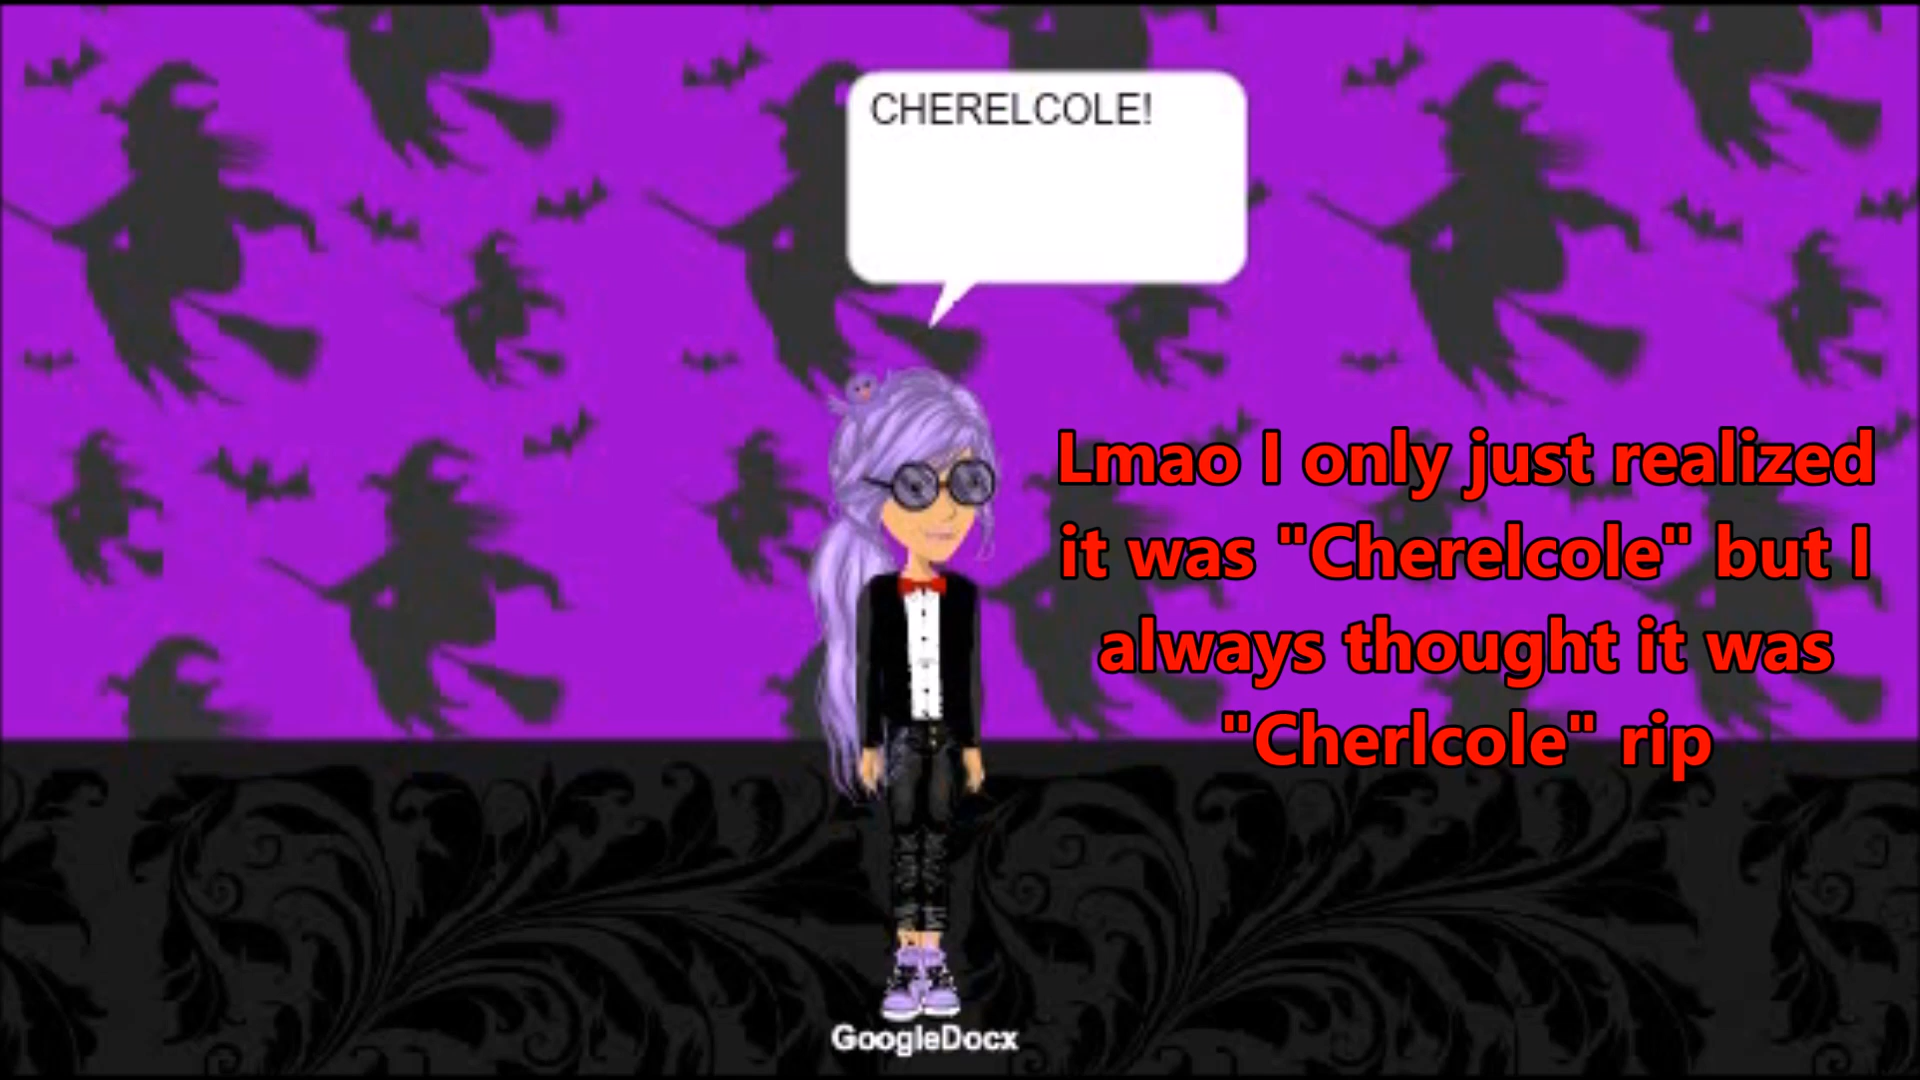 CHERELCOLE!
Lmao I only just realized
it was "Cherelcole" but I
always thought it was
"Cherlcole" rip
GoogleDocx